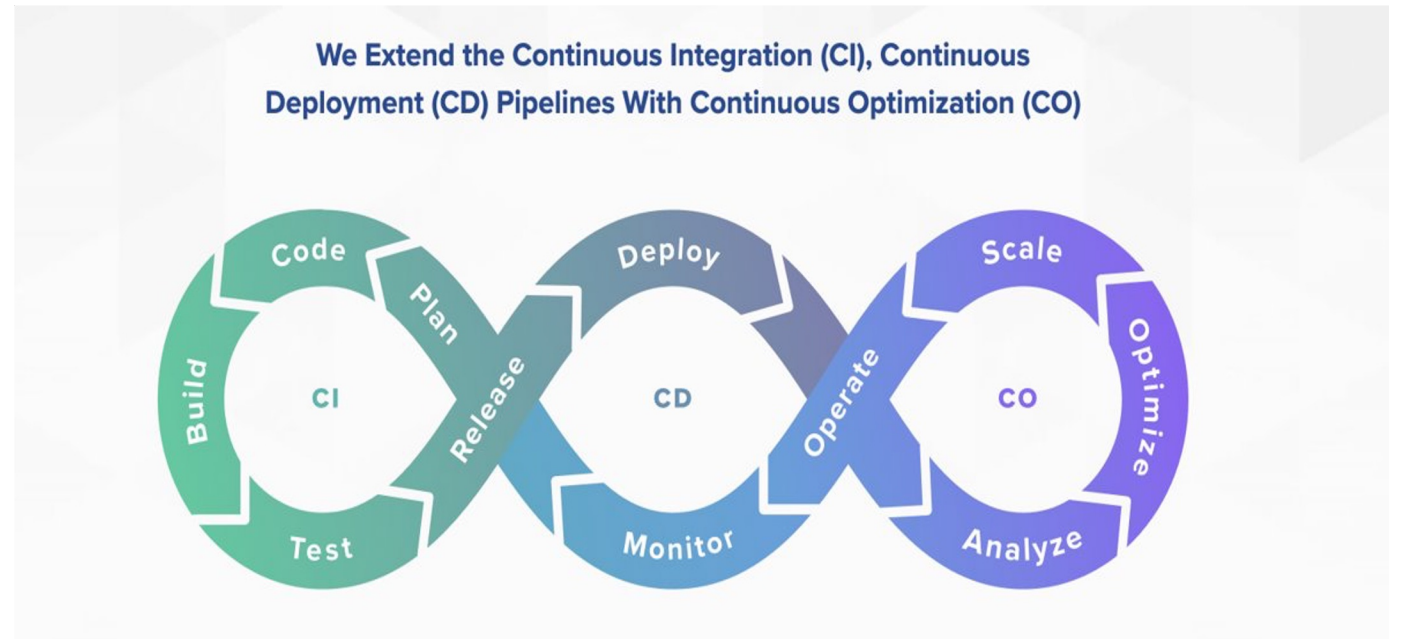 We Extend the Continuous Integration (CI), Continuous
Deployment (CD) Pipelines With Continuous Optimization (CO)
Code
Plan
Build
CI
Test
Release
Deploy
CD
Monitor
Operate
Scale
CO
Optimize
Analyze